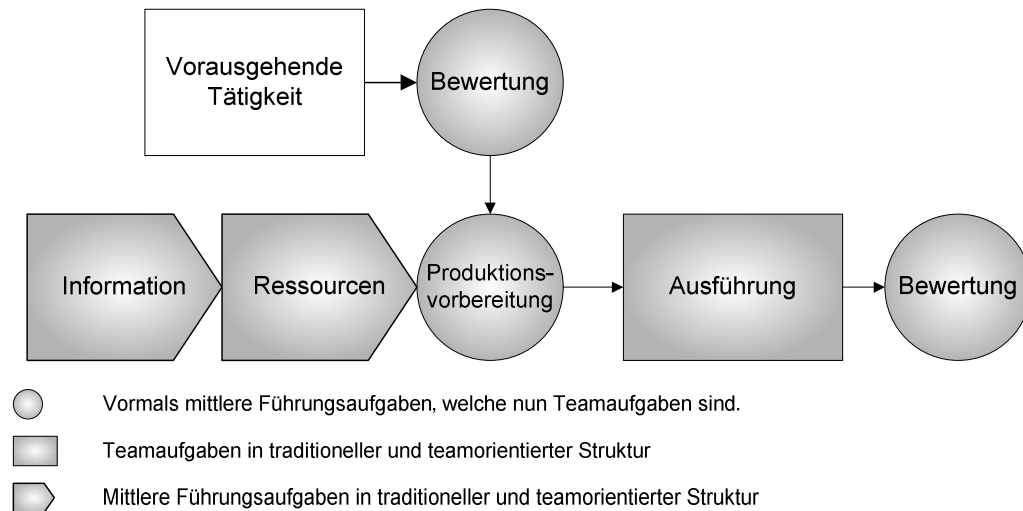 Vorausgehende
Tätigkeit
Bewertung
Information
Ressourcen
Produktions-
vorbereitung
Ausführung
Bewertung
Vormals mittlere Führungsaufgaben, welche nun Teamaufgaben sind.
Teamaufgaben in traditioneller und teamorientierter Struktur
Mittlere Führungsaufgaben in traditioneller und teamorientierter Struktur